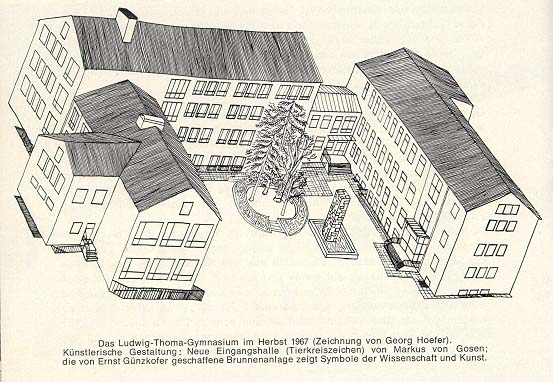 Das Ludwig-Thoma-Gymnasium im Herbst 1967 (Zeichnung von Georg Hoefer).
Künstlerische Gestaltung: Neue Eingangshalle (Tierkreiszeichen) von Markus von Gosen;
die von Ernst Günzkofer geschaffene Brunnenanlage zeigt Symbole der Wissenschaft und Kunst.